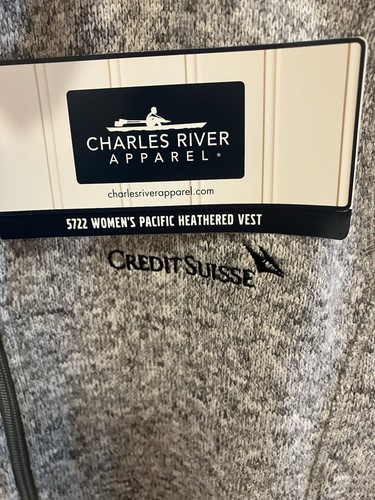 CHARLES RIVER
APPAREL®
charlesriverapparel.com
5722 WOMEN'S PACIFIC HEATHERED VEST
CREDIT SUISSE